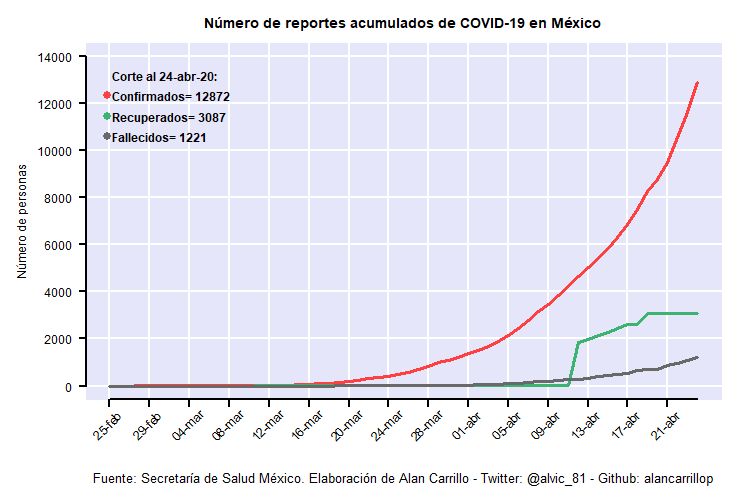 Número de reportes acumulados de COVID-19 en México
Corte al 24-abr-20:
Confirmados= 12872
Recuperados= 3087
Fallecidos= 1221
Número de personas
14000
12000
10000
8000
6000
4000
2000
0
25-feb
29-feb
04-mar
08-mar
12-mar
16-mar
20-mar
24-mar
28-mar
01-abr
05-abr
09-abr
13-abr
17-abr
21-abr
Fuente: Secretaría de Salud México. Elaboración de Alan Carrillo - Twitter: @alvic_81 - Github: alancarrillop